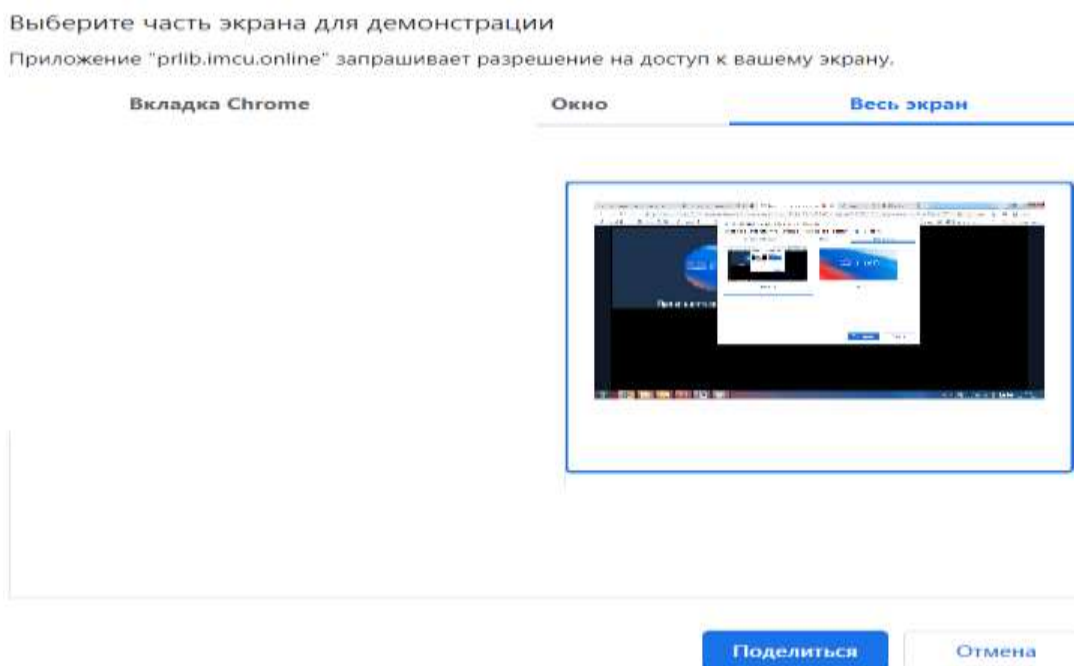 Выберите часть экрана для демонстрации
Приложение "prlib.imcu.online" запрашивает разрешение на доступ к вашему экрану.
Вкладка Chrome Окно Весь экран
Поделиться Отмена